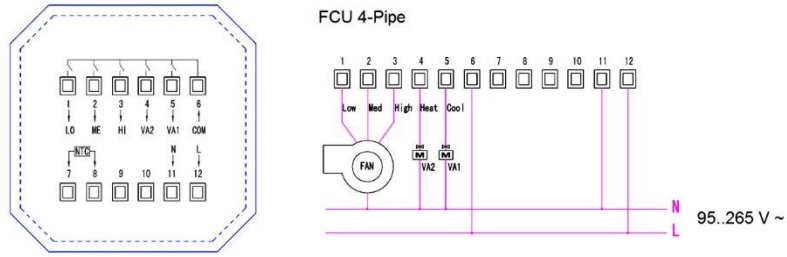 FCU 4-Pipe
1 2 3 4 5 6
LO ME HI VA2 VA1 COM
NTC N L
7 8 9 10 11 12
1 2 3 4 5 6 7 8 9 10 11 12
Low Med High Heat Cool
M M
FAN VA2 VA1
N
L
95..265 V ~